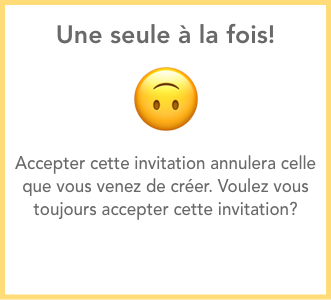 Une seule à la fois!
Accepter cette invitation annulera celle
que vous venez de créer. Voulez vous
toujours accepter cette invitation?